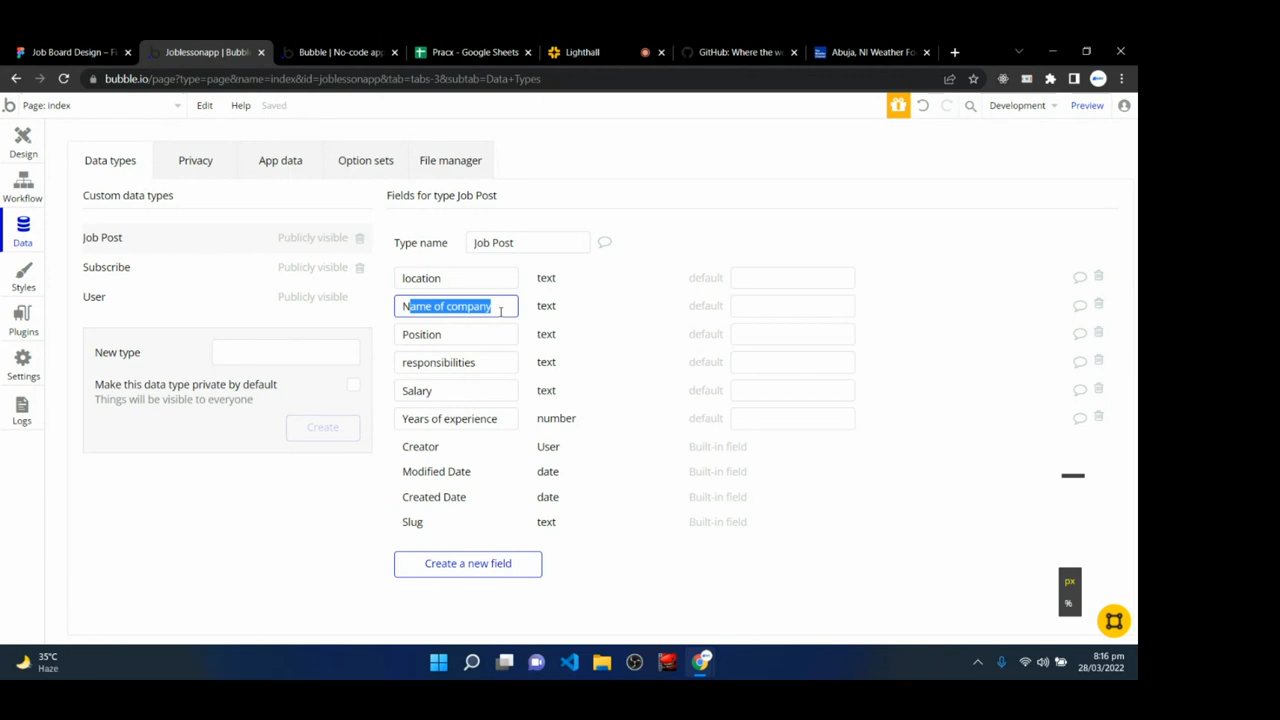 Job Board Design – F
Joblessonapp | Bubbl
Bubble | No-code ap
Pracx - Google Sheets
Lighthall
GitHub: Where the w
Abuja, NI Weather Fo
bubble.io/page?type=page&name=index&id=joblessonapp&tab=tabs-3&subtab=Data+Types
Page: index
Edit
Help
Saved
Development
Preview
Design
Workflow
Data
Styles
Plugins
Settings
Logs
Data types
Privacy
App data
Option sets
File manager
Custom data types
Job Post
Publicly visible
Subscribe
Publicly visible
User
Publicly visible
New type
Make this data type private by default
Things will be visible to everyone
Create
Fields for type Job Post
Type name
Job Post
location
text
default
Name of company
text
default
Position
text
default
responsibilities
text
default
Salary
text
default
Years of experience
number
default
Creator
User
Built-in field
Modified Date
date
Built-in field
Created Date
date
Built-in field
Slug
text
Built-in field
Create a new field
px
%
35°C
Haze
8:16 pm
28/03/2022